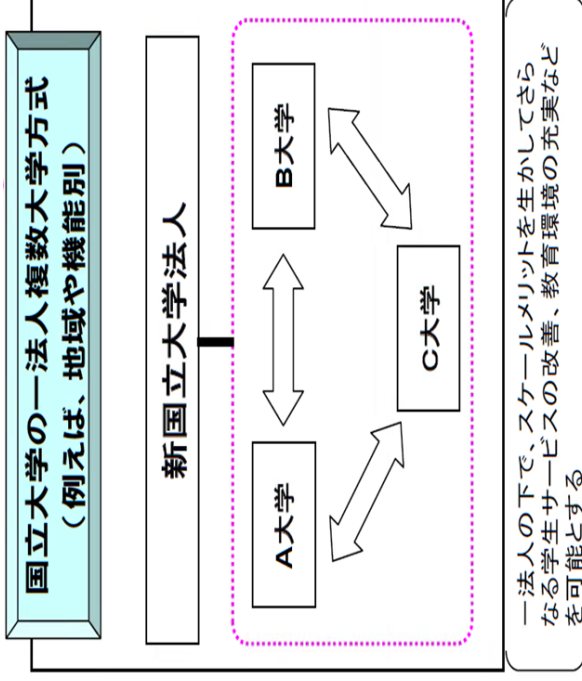 国立大学の一法人複数大学方式
（例えば、地域や機能別）
新国立大学法人
A大学
B大学
C大学
一法人の下で、スケールメリットを生かしてさら
なる学生サービスの改善、教育環境の充実など
を可能とする